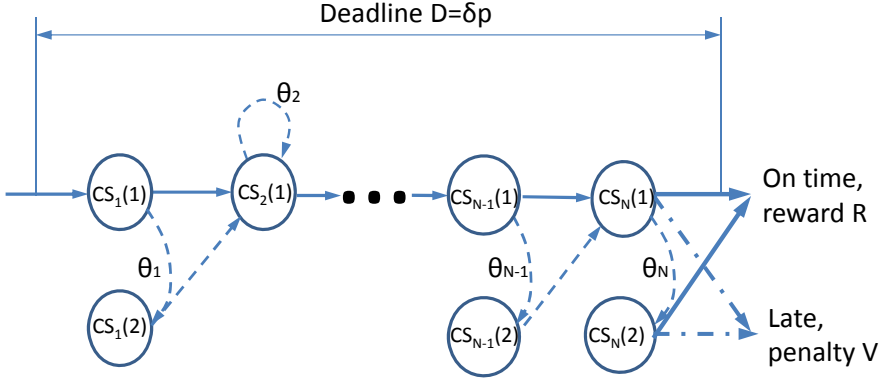 Deadline D=δp
θ2
CS1(1)
CS2(1)
CSN-1(1)
CSN(1)
On time,
reward R
θ1
θN-1
θN
CS1(2)
CSN-1(2)
CSN(2)
Late,
penalty V